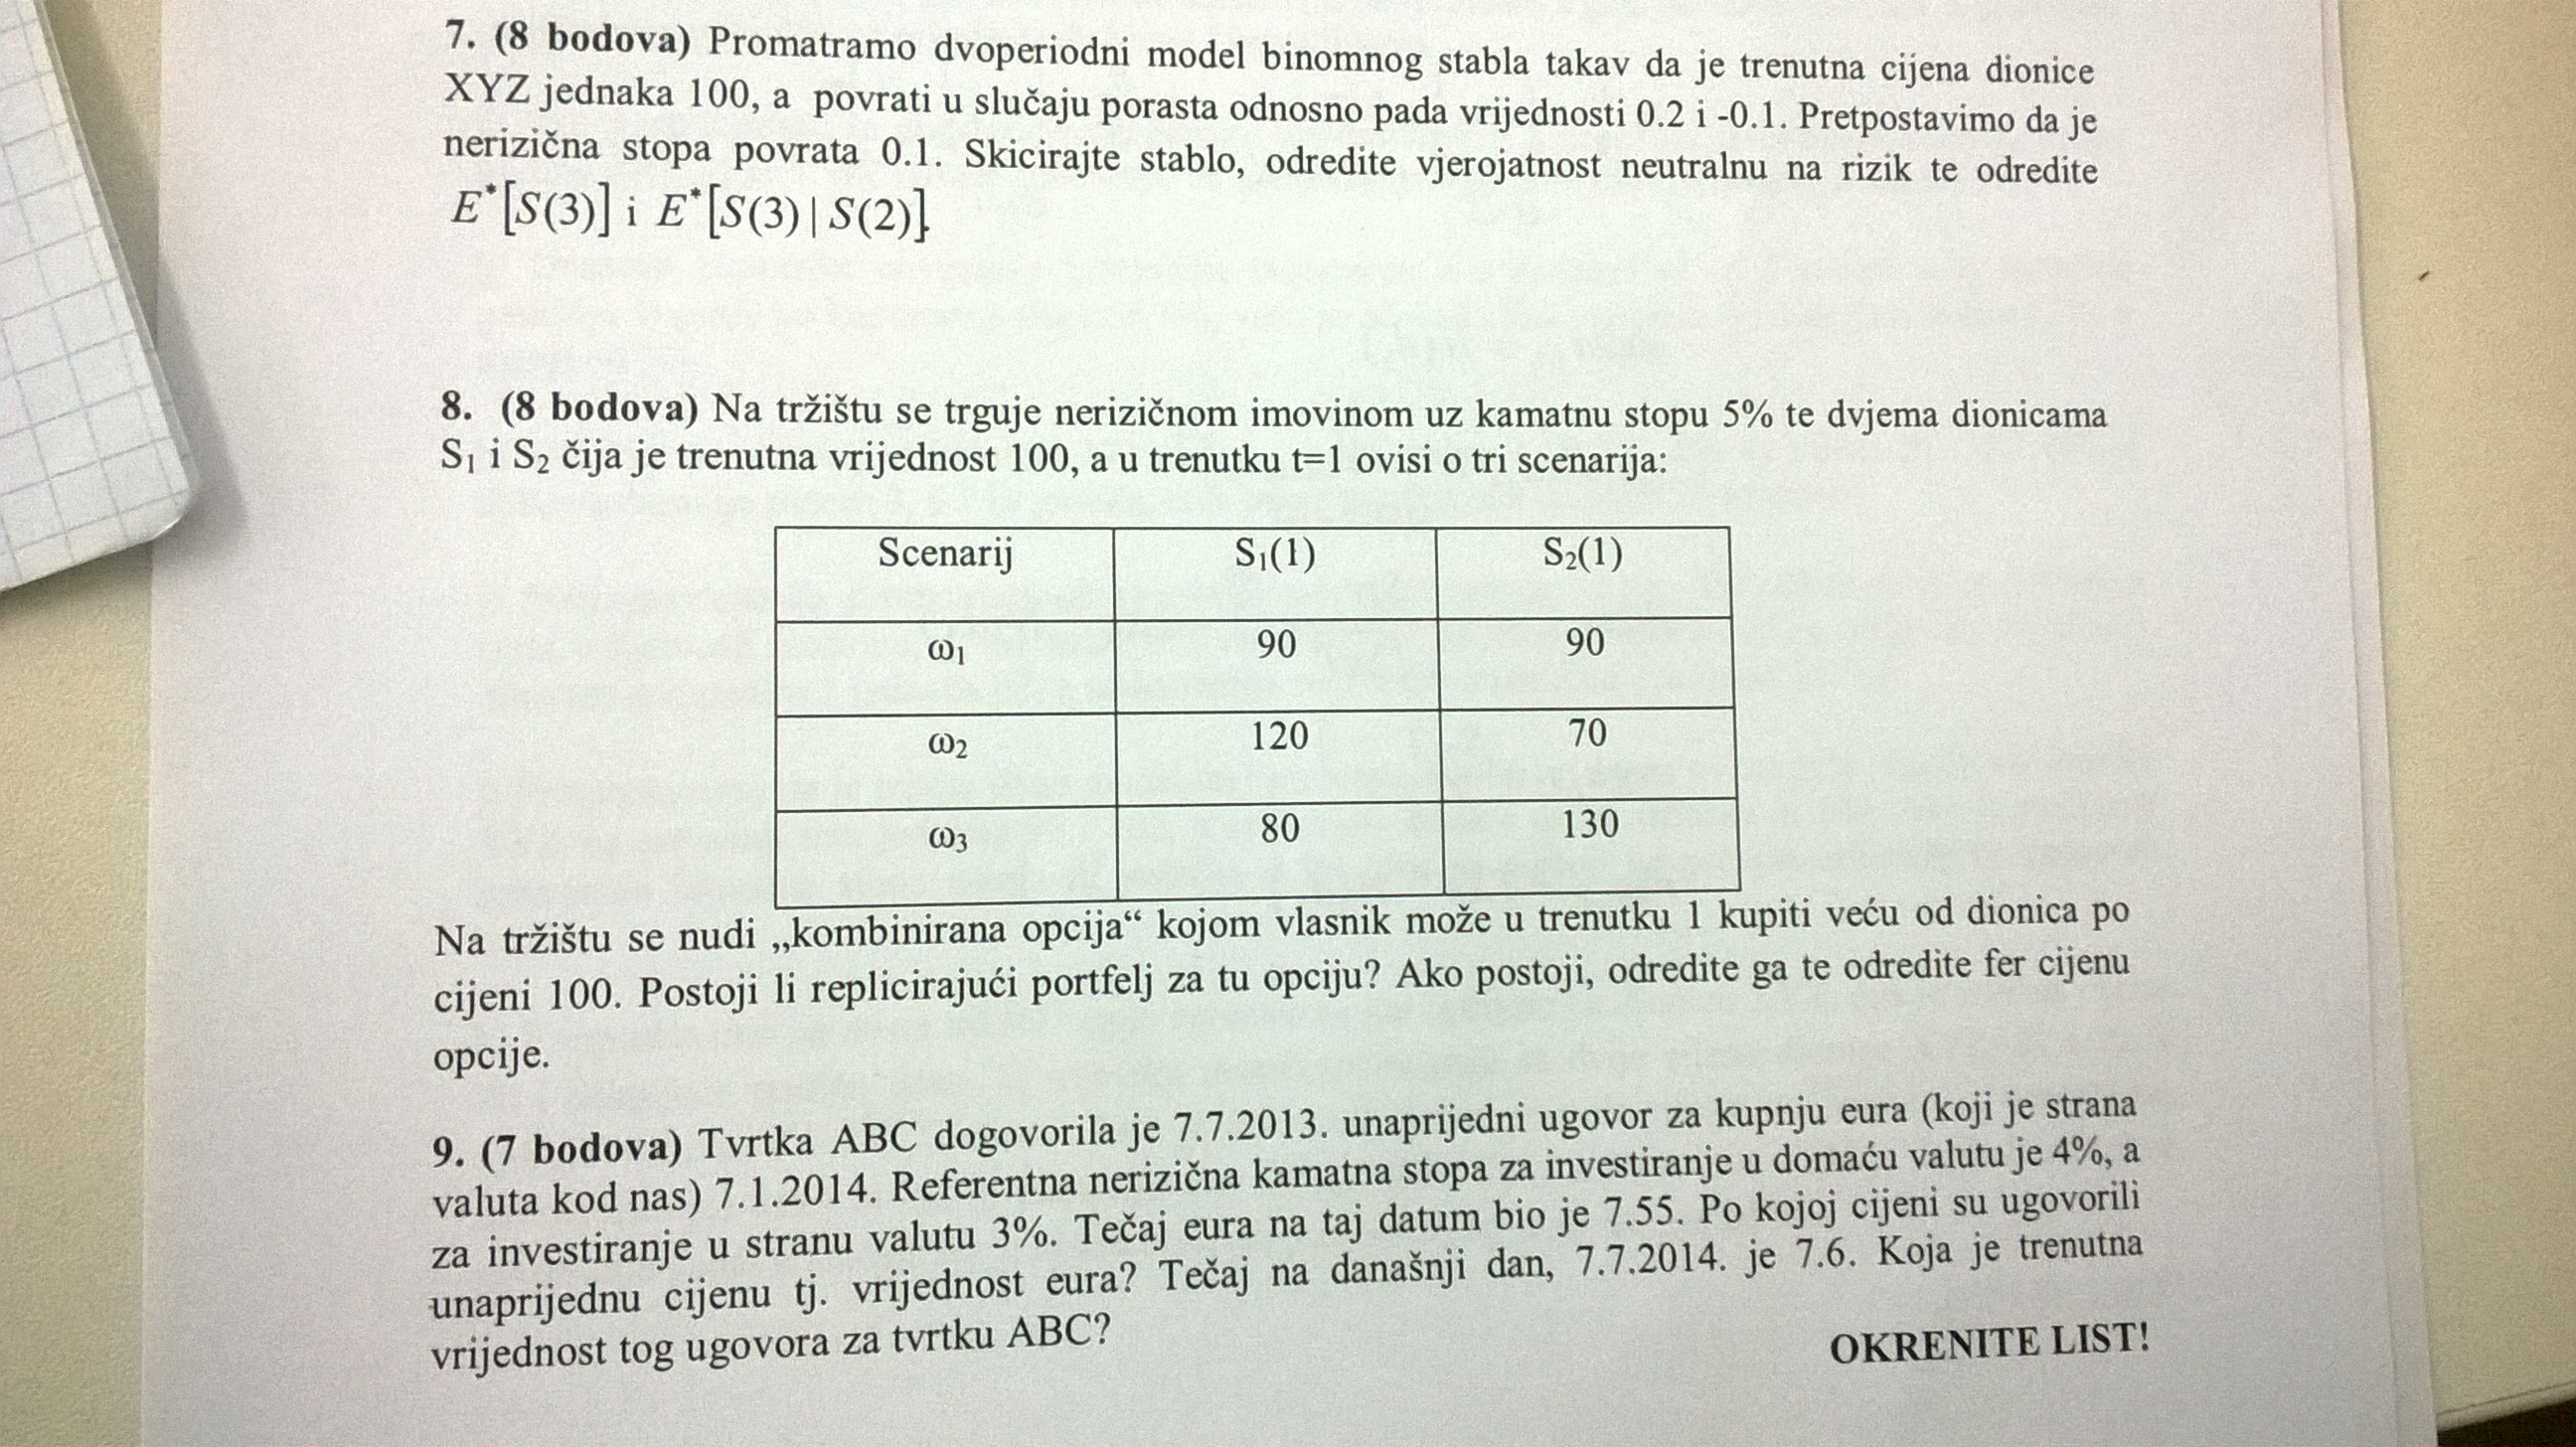 7. (8 bodova) Promatramo dvoperiodni model binomnog stabla takav da je trenutna cijena dionice
XYZ jednaka 100, a povrati u slučaju porasta odnosno pada vrijednosti 0.2 i -0.1. Pretpostavimo da je
nerizična stopa povrata 0.1. Skicirajte stablo, odredite vjerojatnost neutralnu na rizik te odredite
E*[S(3)] i E*[S(3) | S(2)].
8. (8 bodova) Na tržištu se trguje nerizičnom imovinom uz kamatnu stopu 5% te dvjema dionicama
S₁ i S₂ čija je trenutna vrijednost 100, a u trenutku t=1 ovisi o tri scenarija:
Scenarij S₁(1) S₂(1)
ω₁ 90 90
ω₂ 120 70
ω₃ 80 130
Na tržištu se nudi „kombinirana opcija“ kojom vlasnik može u trenutku 1 kupiti veću od dionica po
cijeni 100. Postoji li replicirajući portfelj za tu opciju? Ako postoji, odredite ga te odredite fer cijenu
opcije.
9. (7 bodova) Tvrtka ABC dogovorila je 7.7.2013. unaprijedni ugovor za kupnju eura (koji je strana
valuta kod nas) 7.1.2014. Referentna nerizična kamatna stopa za investiranje u domaću valutu je 4%, a
za investiranje u stranu valutu 3%. Tečaj eura na taj datum bio je 7.55. Po kojoj cijeni su ugovorili
unaprijednu cijenu tj. vrijednost eura? Tečaj na današnji dan, 7.7.2014. je 7.6. Koja je trenutna
vrijednost tog ugovora za tvrtku ABC?
OKRENITE LIST!